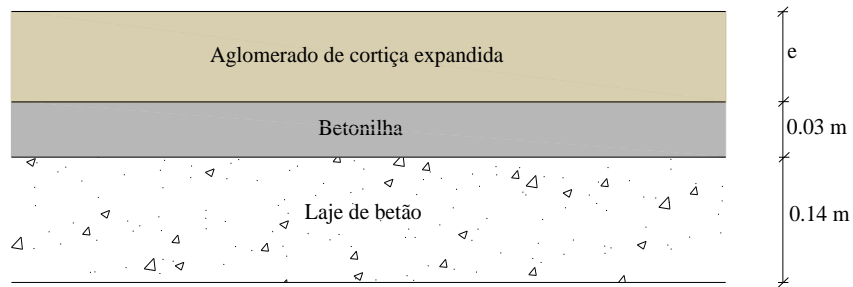 Aglomerado de cortiça expandida
e
Betonilha
0.03 m
Laje de betão
0.14 m